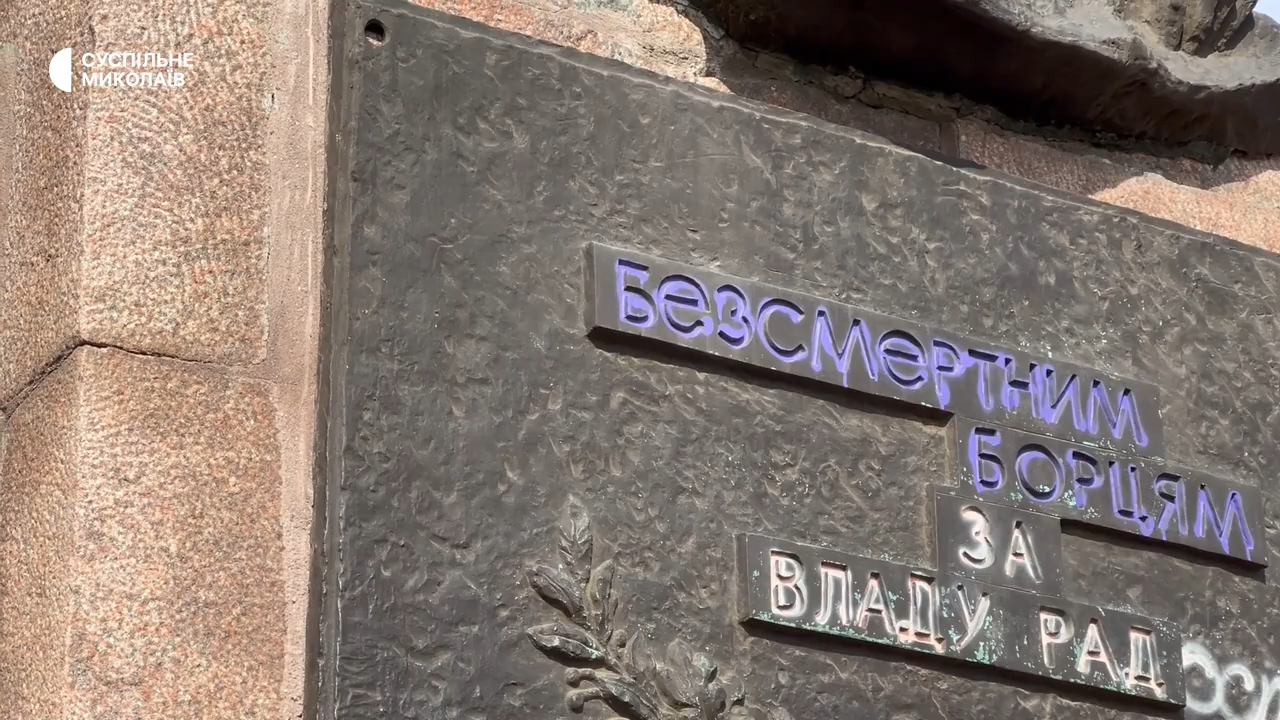 СУСПІЛЬНЕ
МИКОЛАЇВ
БЕЗСМЕРТНИМ
БОРЦЯМ
ЗА
ВЛАДУ РАД